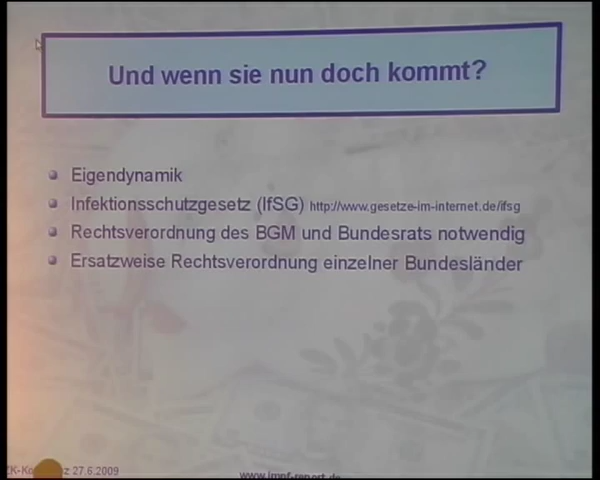 Und wenn sie nun doch kommt?
Eigendynamik
Infektionsschutzgesetz (IfSG) http://www.gesetze-im-internet.de/ifsg
Rechtsverordnung des BGM und Bundesrats notwendig
Ersatzweise Rechtsverordnung einzelner Bundesländer
27.6.2009
www.impf-report.de